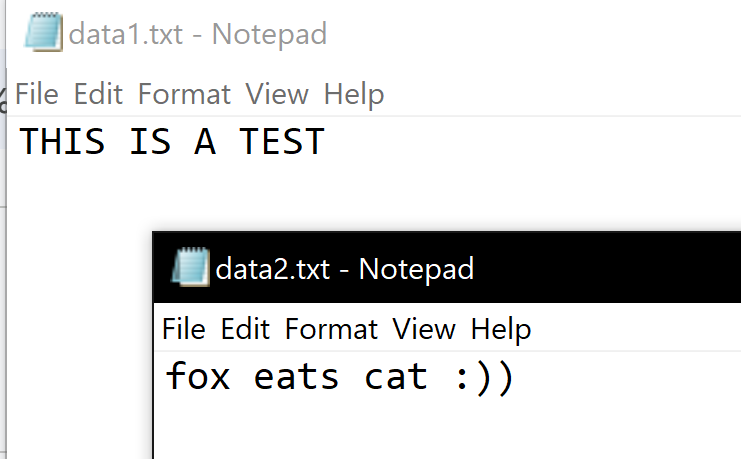 data1.txt - Notepad
File Edit Format View Help
THIS IS A TEST
data2.txt - Notepad
File Edit Format View Help
fox eats cat :))